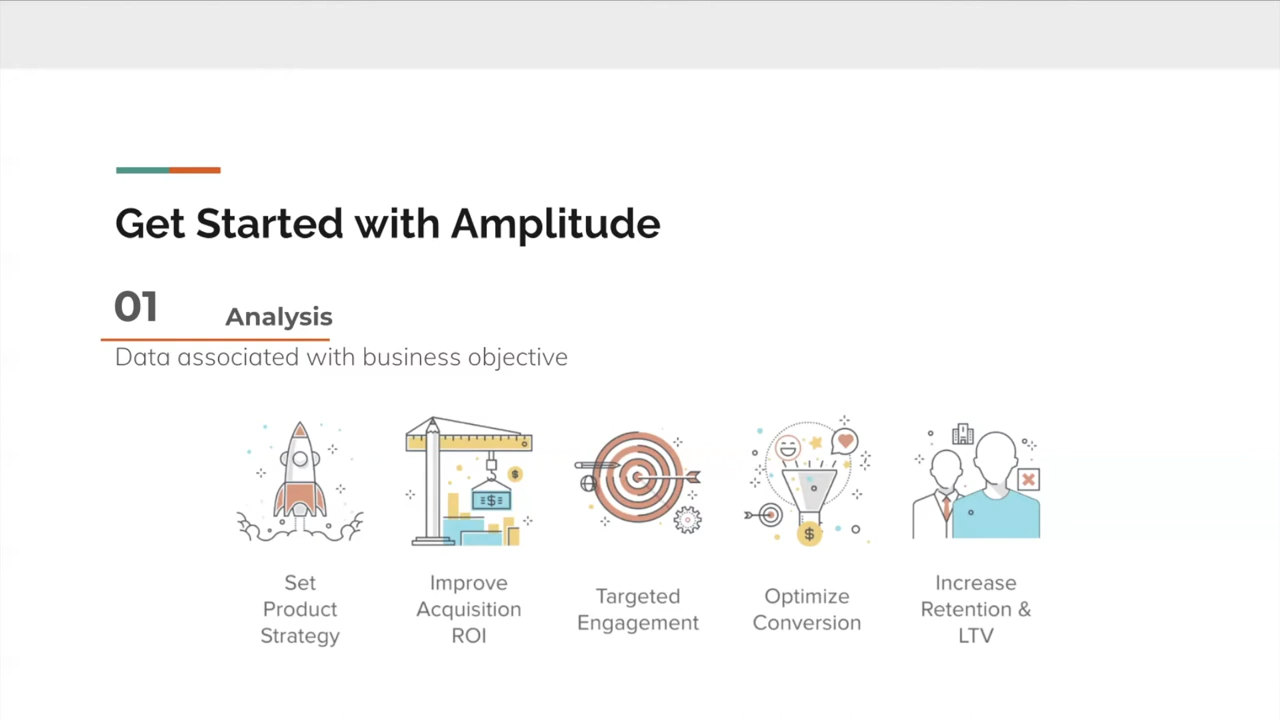 Get Started with Amplitude
01 Analysis
Data associated with business objective
Set
Product
Strategy
Improve
Acquisition
ROI
Targeted
Engagement
Optimize
Conversion
Increase
Retention &
LTV